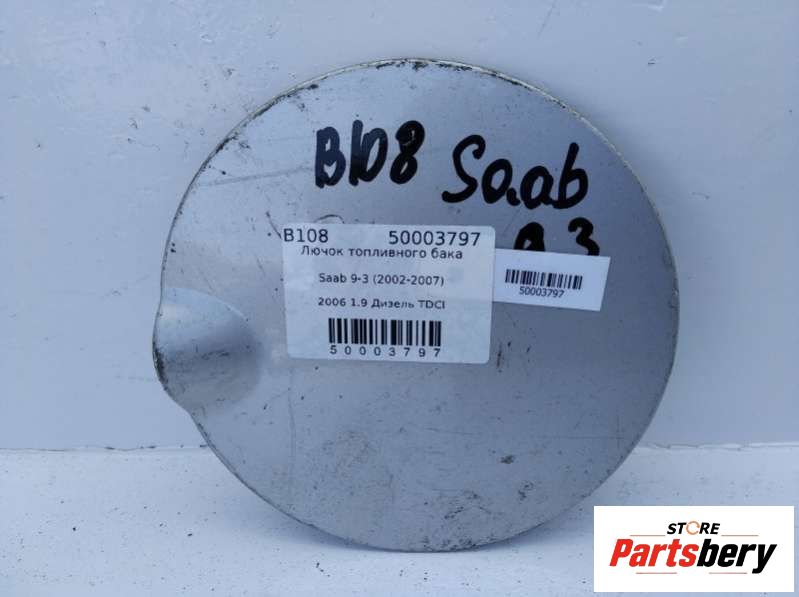 B108 Saab
9 3
B108 50003797
Лючок топливного бака
Saab 9-3 (2002-2007)
2006 1.9 Дизель TDCI
50003797
50003797
STORE
Partsbery